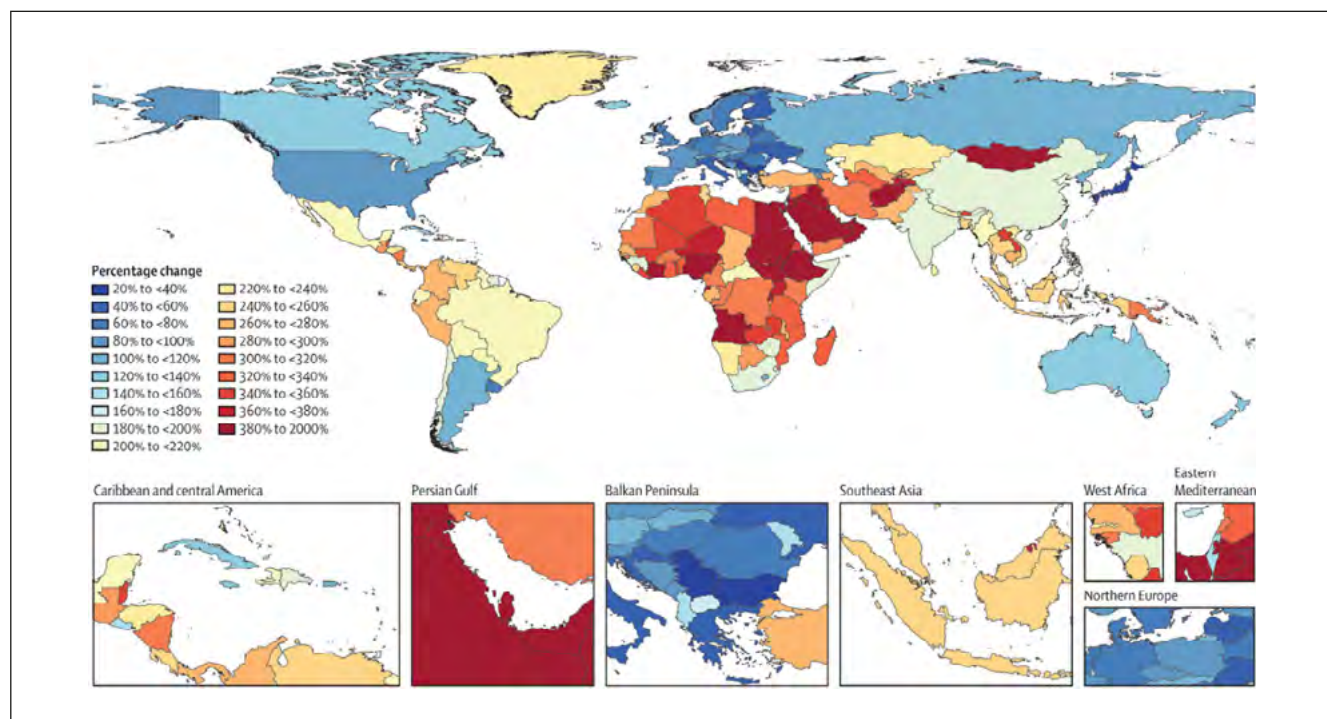 Percentage change
20% to <40%
40% to <60%
60% to <80%
80% to <100%
100% to <120%
120% to <140%
140% to <160%
160% to <180%
180% to <200%
200% to <220%
220% to <240%
240% to <260%
260% to <280%
280% to <300%
300% to <320%
320% to <340%
340% to <360%
360% to <380%
380% to 2000%
Caribbean and central America
Persian Gulf
Balkan Peninsula
Southeast Asia
West Africa
Eastern
Mediterranean
Northern Europe